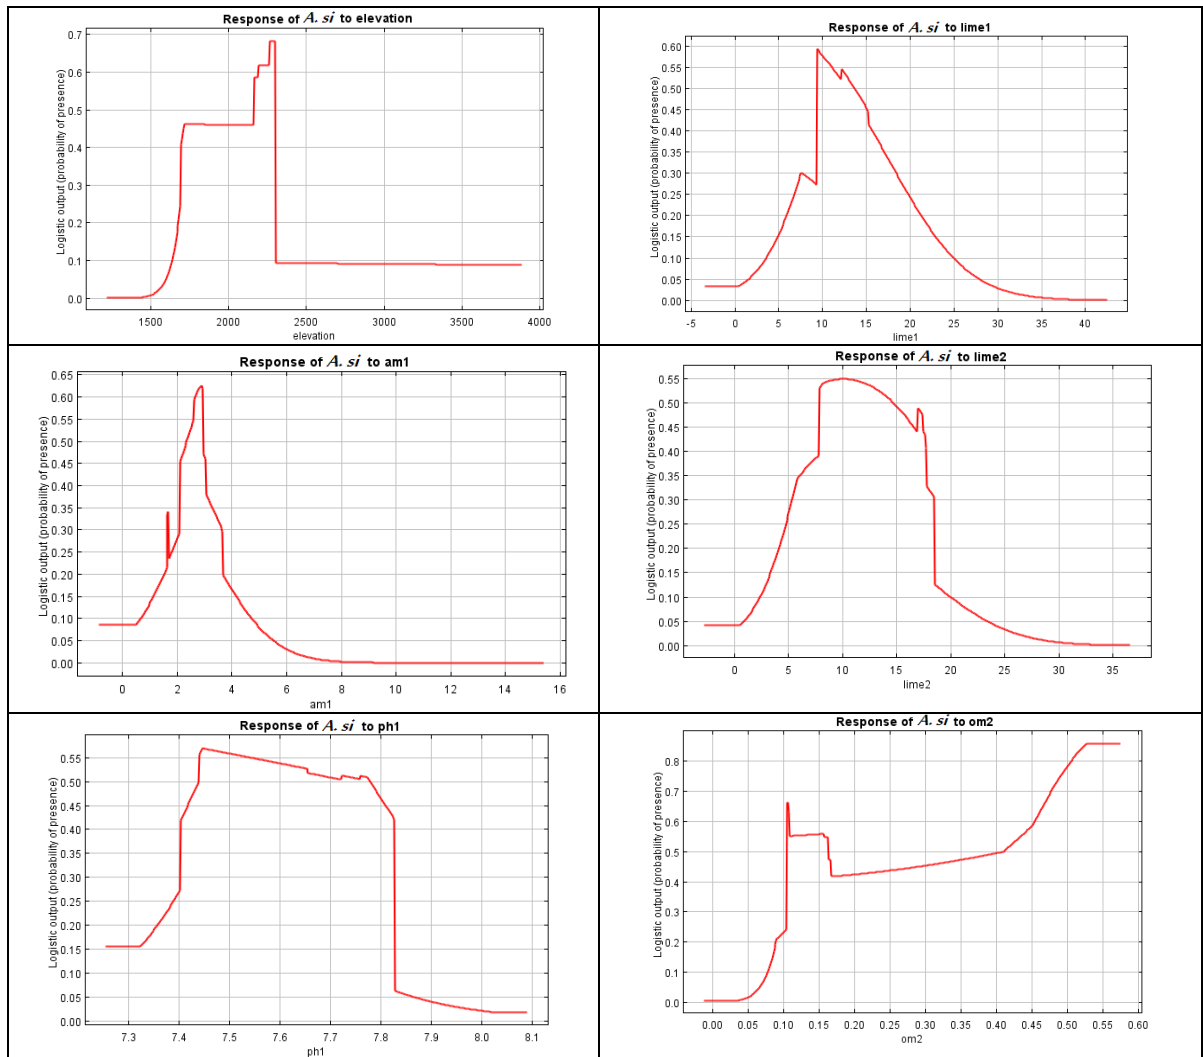 Response of A. si to elevation
Logistic output (probability of presence)
0.7
0.6
0.5
0.4
0.3
0.2
0.1
0.0
1500 2000 2500 3000 3500 4000
elevation
Response of A. si to lime1
Logistic output (probability of presence)
0.60
0.55
0.50
0.45
0.40
0.35
0.30
0.25
0.20
0.15
0.10
0.05
0.00
-5 0 5 10 15 20 25 30 35 40
lime1
Response of A. si to am1
Logistic output (probability of presence)
0.65
0.60
0.55
0.50
0.45
0.40
0.35
0.30
0.25
0.20
0.15
0.10
0.05
0.00
0 2 4 6 8 10 12 14 16
am1
Response of A. si to lime2
Logistic output (probability of presence)
0.55
0.50
0.45
0.40
0.35
0.30
0.25
0.20
0.15
0.10
0.05
0.00
0 5 10 15 20 25 30 35
lime2
Response of A. si to ph1
Logistic output (probability of presence)
0.55
0.50
0.45
0.40
0.35
0.30
0.25
0.20
0.15
0.10
0.05
0.00
7.3 7.4 7.5 7.6 7.7 7.8 7.9 8.0 8.1
ph1
Response of A. si to om2
Logistic output (probability of presence)
0.8
0.7
0.6
0.5
0.4
0.3
0.2
0.1
0.0
0.00 0.05 0.10 0.15 0.20 0.25 0.30 0.35 0.40 0.45 0.50 0.55 0.60
om2